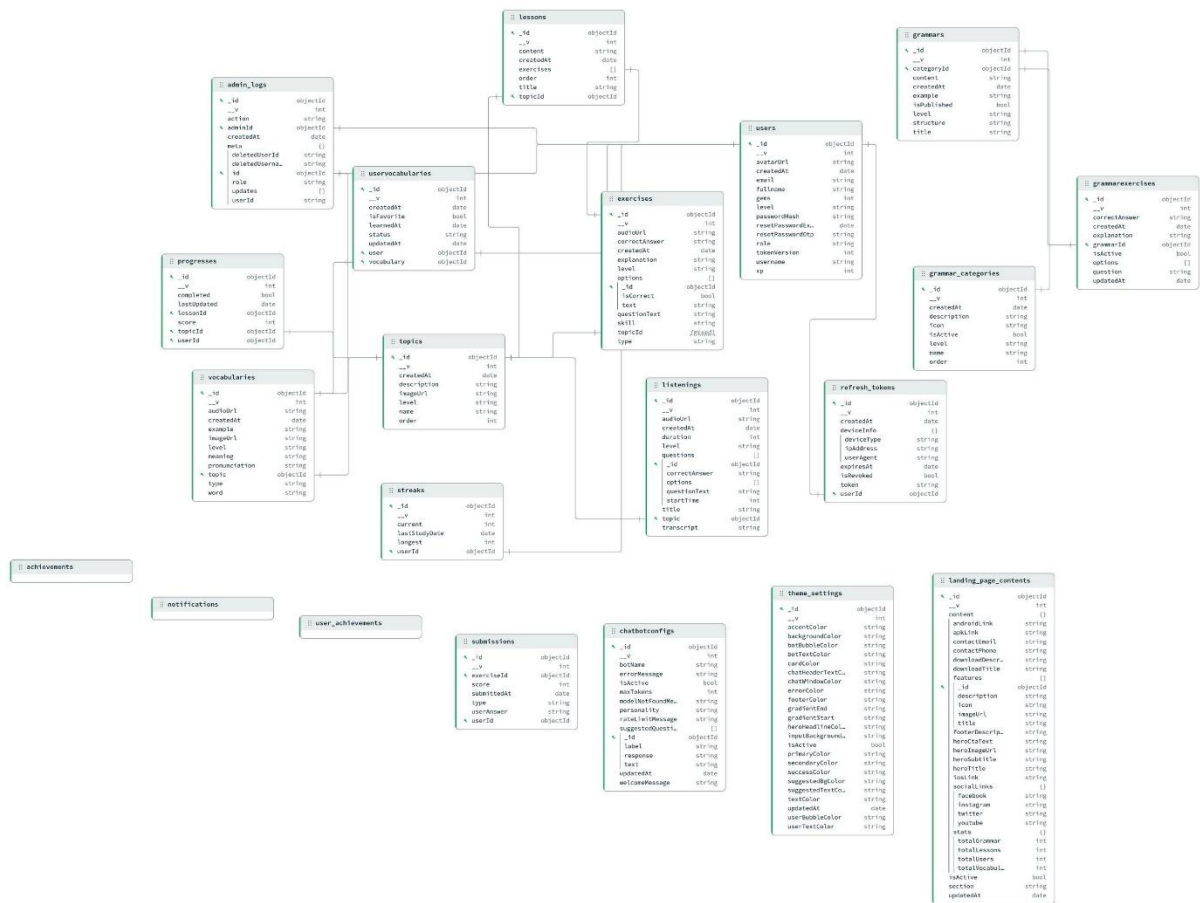 lessons
_id objectId
__v int
content string
createdAt date
exercises []
order int
title string
topicId objectId
grammars
_id objectId
__v int
categoryId objectId
content string
createdAt date
example string
isPublished bool
level string
structure string
title string
admin_logs
_id objectId
__v int
action string
adminId objectId
createdAt date
meta {}
deletedUserId string
deletedUserna… string
id objectId
role string
updates []
userId string
users
_id objectId
__v int
avatarUrl string
createdAt date
email string
fullname string
gems int
level string
passwordHash string
resetPasswordEx… date
resetPasswordOtp string
role string
tokenVersion int
username string
xp int
uservocabularies
_id objectId
__v int
createdAt date
isFavorite bool
learnedAt date
status string
updatedAt date
user objectId
vocabulary objectId
exercises
_id objectId
__v int
audioUrl string
correctAnswer string
createdAt date
explanation string
level string
options []
_id objectId
isCorrect bool
text string
questionText string
skill string
topicId (mixed)
type string
grammarexercises
_id objectId
__v int
correctAnswer string
createdAt date
explanation string
grammarId objectId
isActive bool
options []
question string
updatedAt date
progresses
_id objectId
__v int
completed bool
lastUpdated date
lessonId objectId
score int
topicId objectId
userId objectId
grammar_categories
_id objectId
__v int
createdAt date
description string
icon string
isActive bool
level string
name string
order int
topics
_id objectId
__v int
createdAt date
description string
imageUrl string
level string
name string
order int
vocabularies
_id objectId
__v int
audioUrl string
createdAt date
example string
imageUrl string
level string
meaning string
pronunciation string
topic objectId
type string
word string
listenings
_id objectId
__v int
audioUrl string
createdAt date
duration int
level string
questions []
_id objectId
correctAnswer string
options []
questionText string
startTime int
title string
topic objectId
transcript string
refresh_tokens
_id objectId
__v int
createdAt date
deviceInfo {}
deviceType string
ipAddress string
userAgent string
expiresAt date
isRevoked bool
token string
userId objectId
streaks
_id objectId
__v int
current int
lastStudyDate date
longest int
userId objectId
achievements
notifications
user_achievements
submissions
_id objectId
__v int
exerciseId objectId
score int
submittedAt date
type string
userAnswer string
userId objectId
chatbotconfigs
_id objectId
__v int
botName string
errorMessage string
isActive bool
maxTokens int
modelNotFoundMe… string
personality string
rateLimitMessage string
suggestedQuesti… []
_id objectId
label string
response string
text string
updatedAt date
welcomeMessage string
theme_settings
_id objectId
__v int
accentColor string
backgroundColor string
botBubbleColor string
botTextColor string
cardColor string
chatHeaderTextC… string
chatWindowColor string
errorColor string
footerColor string
gradientEnd string
gradientStart string
heroHeadlineCol… string
inputBackground… string
isActive bool
primaryColor string
secondaryColor string
successColor string
suggestedBgColor string
suggestedTextCo… string
textColor string
updatedAt date
userBubbleColor string
userTextColor string
landing_page_contents
_id objectId
__v int
content {}
androidLink string
apkLink string
contactEmail string
contactPhone string
downloadDescr… string
downloadTitle string
features []
_id objectId
description string
icon string
imageUrl string
title string
footerDescrip… string
heroCtaText string
heroImageUrl string
heroSubtitle string
heroTitle string
iosLink string
socialLinks {}
facebook string
instagram string
twitter string
youtube string
stats {}
totalGrammar int
totalLessons int
totalUsers int
totalVocabul… int
isActive bool
section string
updatedAt date